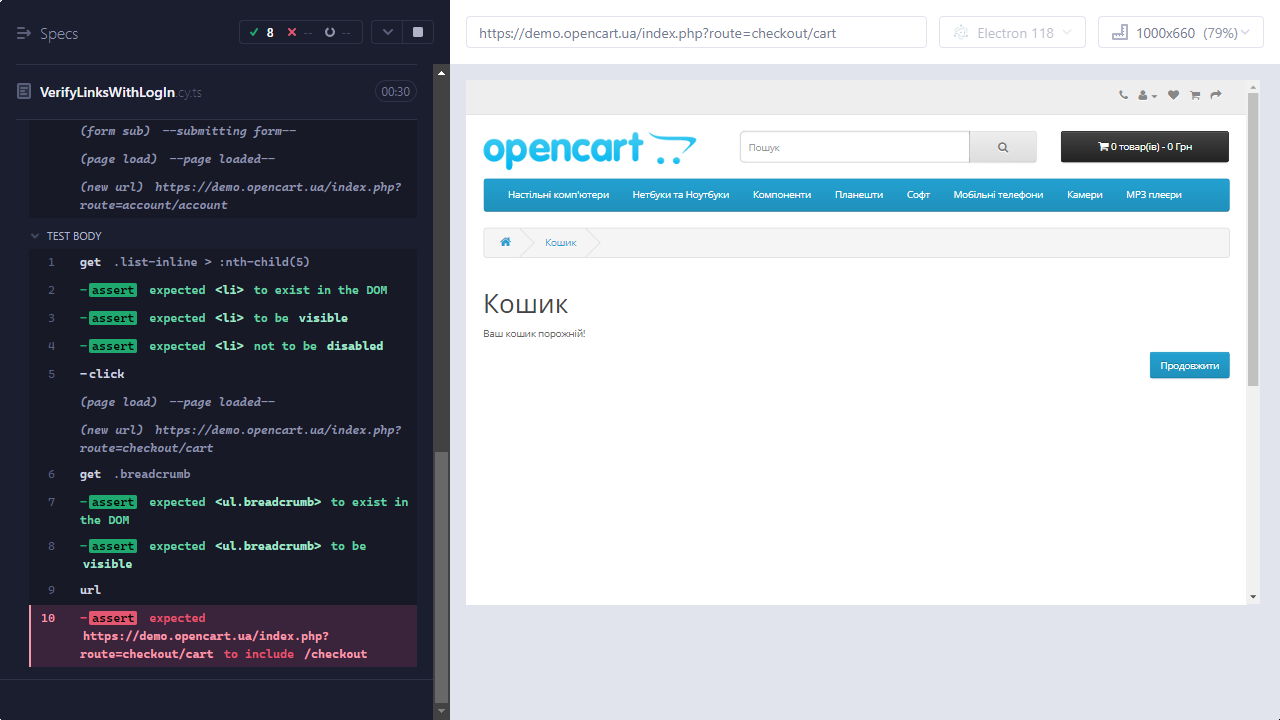 Specs
8
--
--
VerifyLinksWithLogIn.cy.ts
00:30
(form sub) --submitting form--
(page load) --page loaded--
(new url) https://demo.opencart.ua/index.php?
route=account/account
TEST BODY
1 get .list-inline > :nth-child(5)
2 -assert expected <li> to exist in the DOM
3 -assert expected <li> to be visible
4 -assert expected <li> not to be disabled
5 -click
(page load) --page loaded--
(new url) https://demo.opencart.ua/index.php?
route=checkout/cart
6 get .breadcrumb
7 -assert expected <ul.breadcrumb> to exist in
the DOM
8 -assert expected <ul.breadcrumb> to be
visible
9 url
10 -assert expected
https://demo.opencart.ua/index.php?
route=checkout/cart to include /checkout
https://demo.opencart.ua/index.php?route=checkout/cart
Electron 118
1000x660 (79%)
opencart
Пошук
0 товар(ів) - 0 Грн
Настільні комп'ютери Нетбуки та Ноутбуки Компоненти Планешти Софт Мобільні телефони Камери MP3 плеєри
Кошик
Кошик
Ваш кошик порожній!
Продовжити